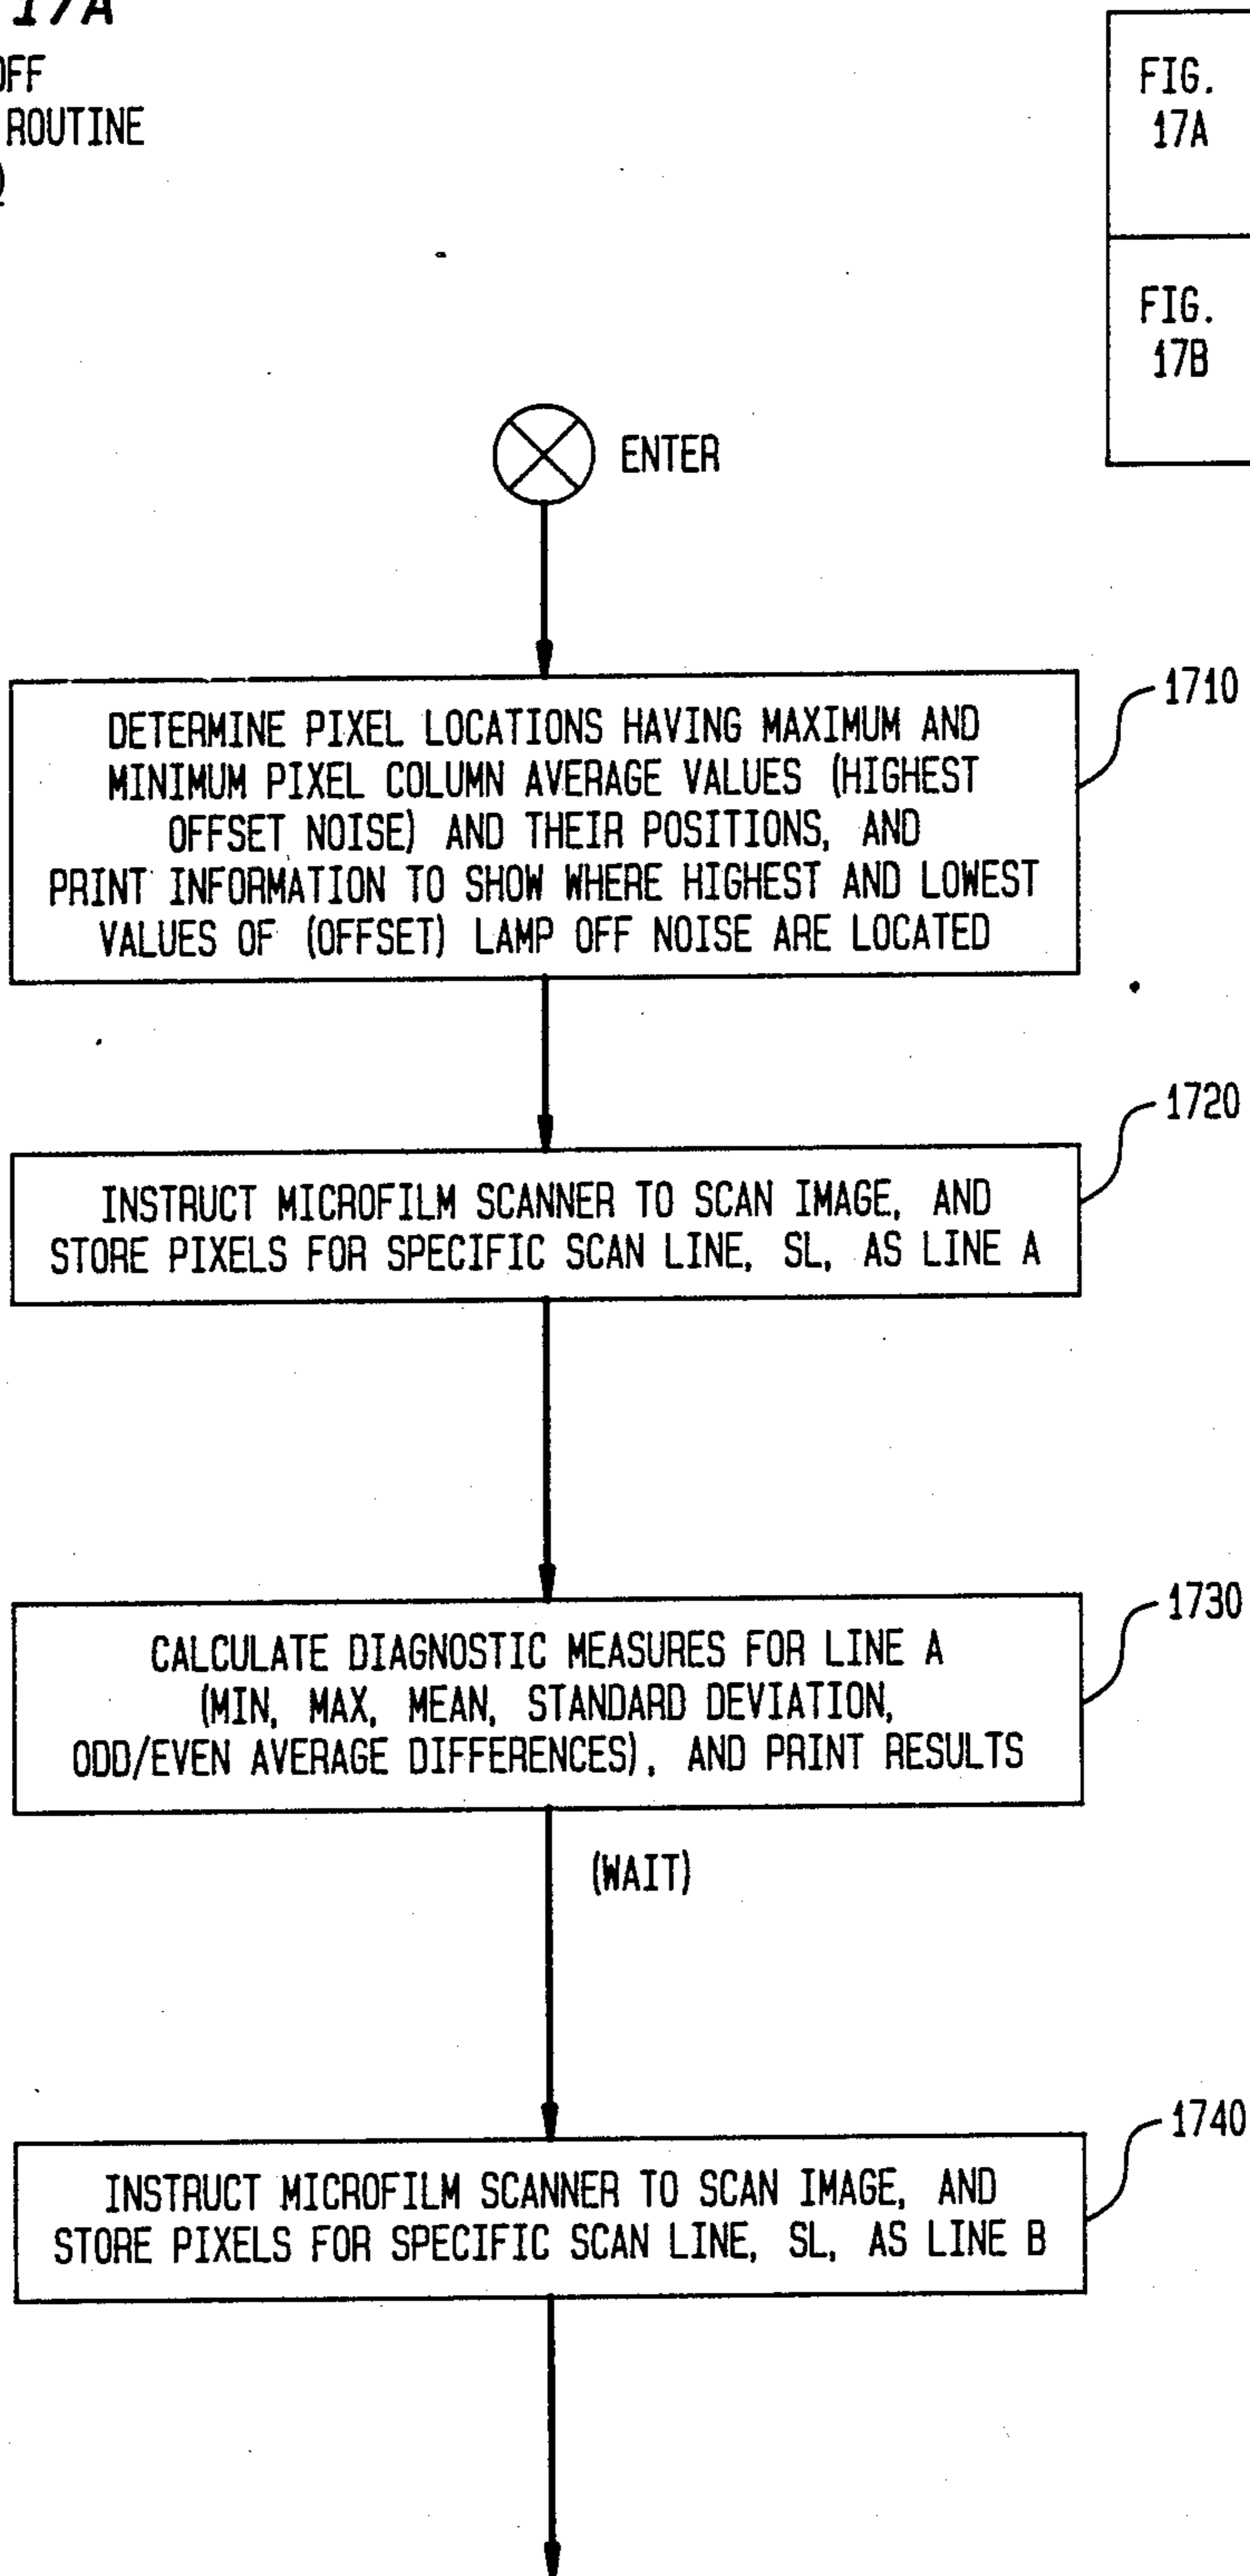 17A
OFF
ROUTINE
FIG.
17A
FIG.
17B
ENTER
1710
DETERMINE PIXEL LOCATIONS HAVING MAXIMUM AND
MINIMUM PIXEL COLUMN AVERAGE VALUES (HIGHEST
OFFSET NOISE) AND THEIR POSITIONS, AND
PRINT INFORMATION TO SHOW WHERE HIGHEST AND LOWEST
VALUES OF (OFFSET) LAMP OFF NOISE ARE LOCATED
1720
INSTRUCT MICROFILM SCANNER TO SCAN IMAGE, AND
STORE PIXELS FOR SPECIFIC SCAN LINE, SL, AS LINE A
1730
CALCULATE DIAGNOSTIC MEASURES FOR LINE A
(MIN, MAX, MEAN, STANDARD DEVIATION,
ODD/EVEN AVERAGE DIFFERENCES), AND PRINT RESULTS
(WAIT)
1740
INSTRUCT MICROFILM SCANNER TO SCAN IMAGE, AND
STORE PIXELS FOR SPECIFIC SCAN LINE, SL, AS LINE B